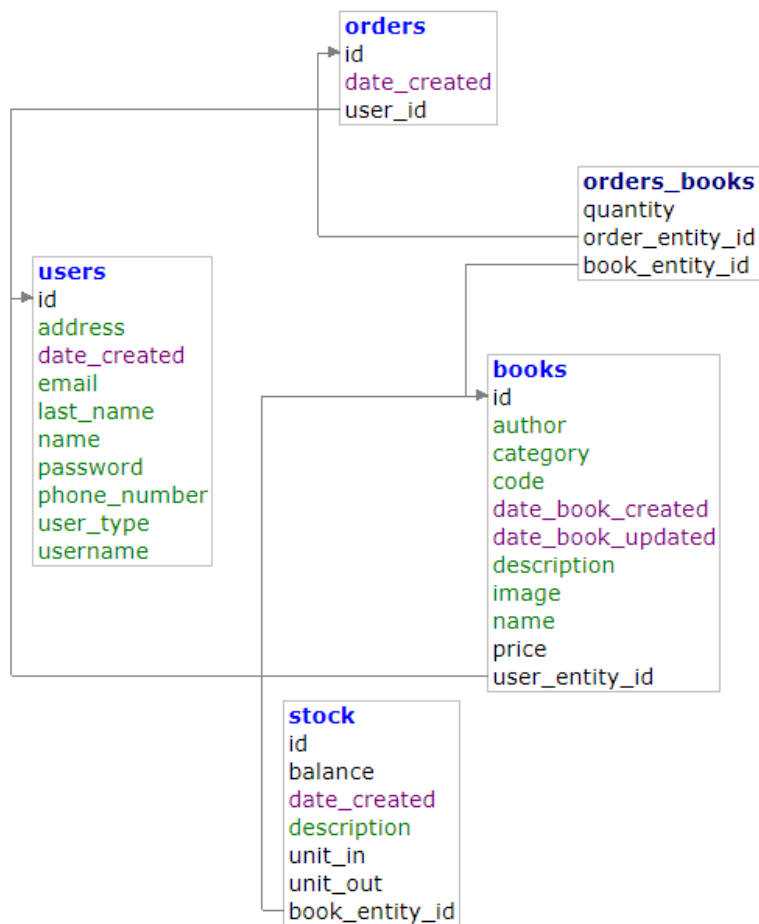 orders
id
date_created
user_id
orders_books
quantity
order_entity_id
book_entity_id
users
id
address
date_created
email
last_name
name
password
phone_number
user_type
username
books
id
author
category
code
date_book_created
date_book_updated
description
image
name
price
user_entity_id
stock
id
balance
date_created
description
unit_in
unit_out
book_entity_id